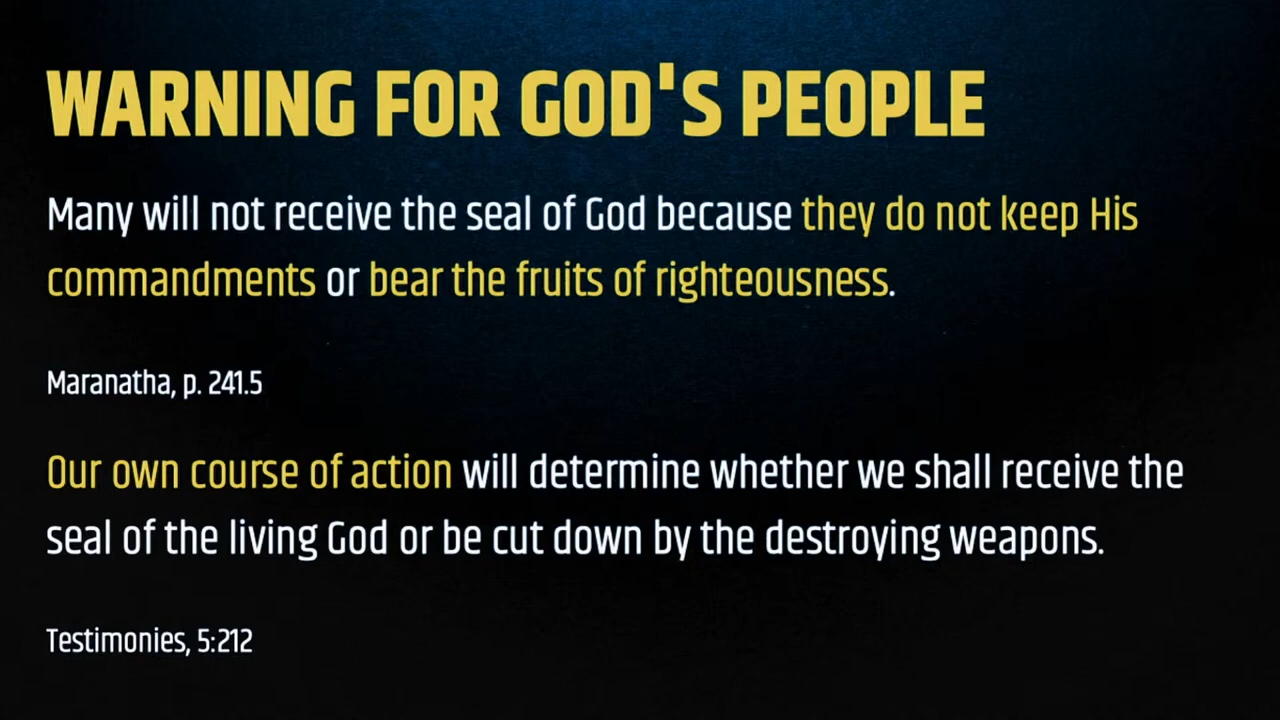 WARNING FOR GOD'S PEOPLE
Many will not receive the seal of God because they do not keep His
commandments or bear the fruits of righteousness.
Maranatha, p. 241.5
Our own course of action will determine whether we shall receive the
seal of the living God or be cut down by the destroying weapons.
Testimonies, 5:212